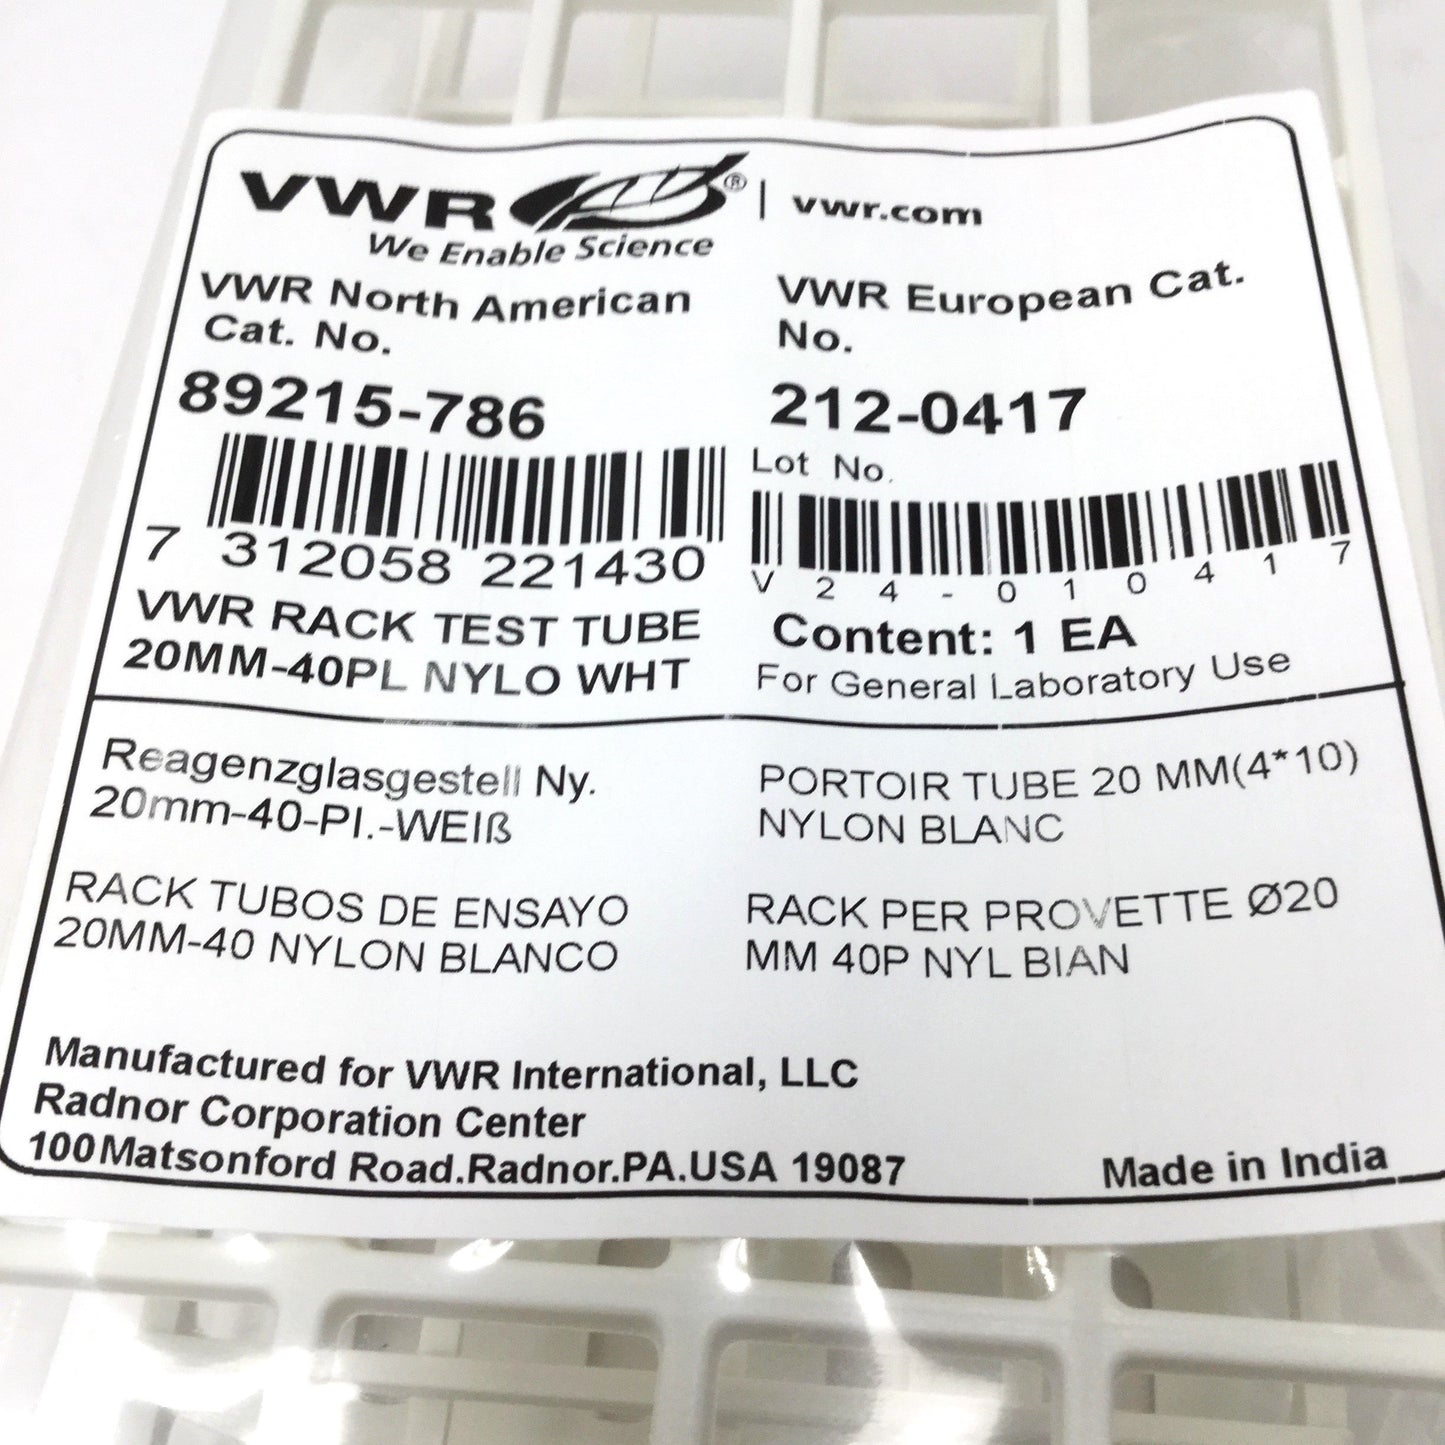 VWR® | vwr.com
We Enable Science
VWR North American
Cat. No.
89215-786
7 312058 221430
VWR RACK TEST TUBE
20MM-40PL NYLO WHT
VWR European Cat.
No.
212-0417
Lot No.
V24-010417
Content: 1 EA
For General Laboratory Use
Reagenzglasgestell Ny.
20mm-40-Pl.-WEIß
PORTOIR TUBE 20 MM(4*10)
NYLON BLANC
RACK TUBOS DE ENSAYO
20MM-40 NYLON BLANCO
RACK PER PROVETTE Ø20
MM 40P NYL BIAN
Manufactured for VWR International, LLC
Radnor Corporation Center
100 Matsonford Road.Radnor.PA.USA 19087
Made in India